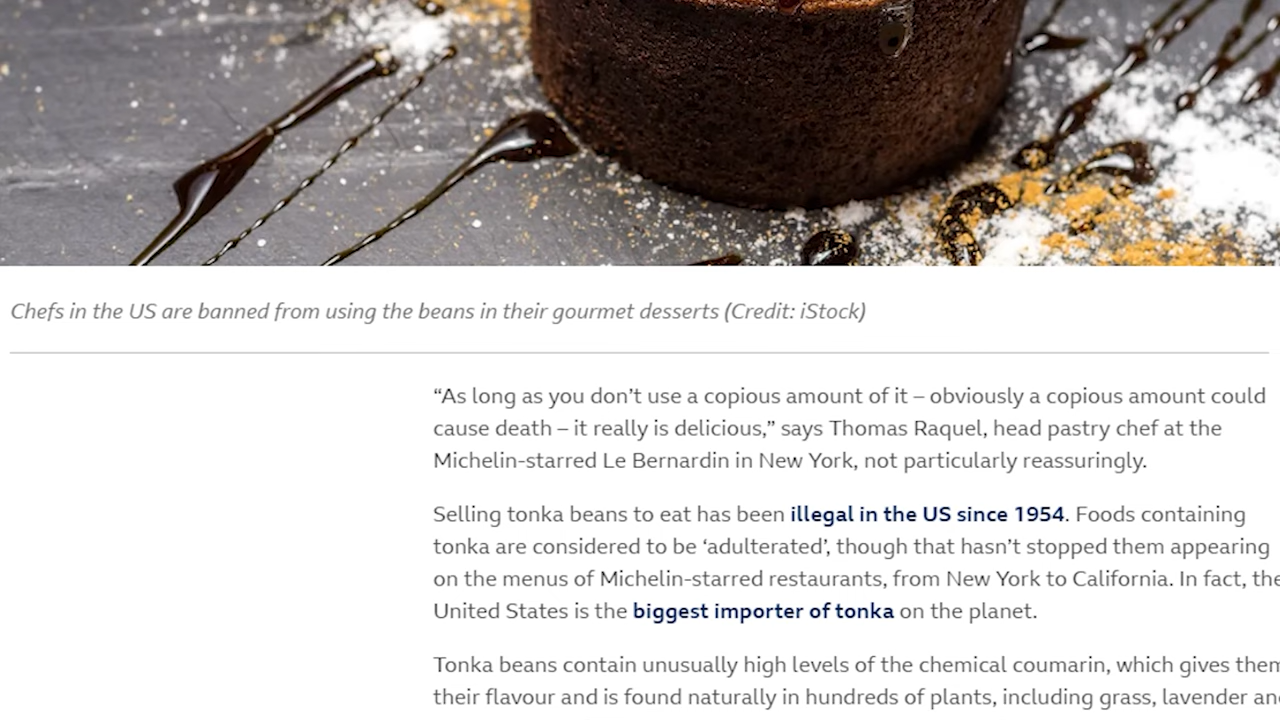 Chefs in the US are banned from using the beans in their gourmet desserts (Credit: iStock)
“As long as you don’t use a copious amount of it – obviously a copious amount could
cause death – it really is delicious,” says Thomas Raquel, head pastry chef at the
Michelin-starred Le Bernardin in New York, not particularly reassuringly.
Selling tonka beans to eat has been illegal in the US since 1954. Foods containing
tonka are considered to be ‘adulterated’, though that hasn’t stopped them appearing
on the menus of Michelin-starred restaurants, from New York to California. In fact, the
United States is the biggest importer of tonka on the planet.
Tonka beans contain unusually high levels of the chemical coumarin, which gives them
their flavour and is found naturally in hundreds of plants, including grass, lavender and